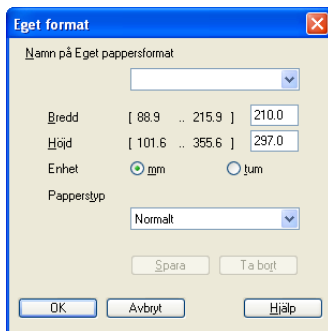 Eget format
Namn på Eget pappersformat
Bredd [ 88.9 .. 215.9 ] 210.0
Höjd [ 101.6 .. 355.6 ] 297.0
Enhet mm tum
Papperstyp
Normalt
Spara Ta bort
OK Avbryt Hjälp